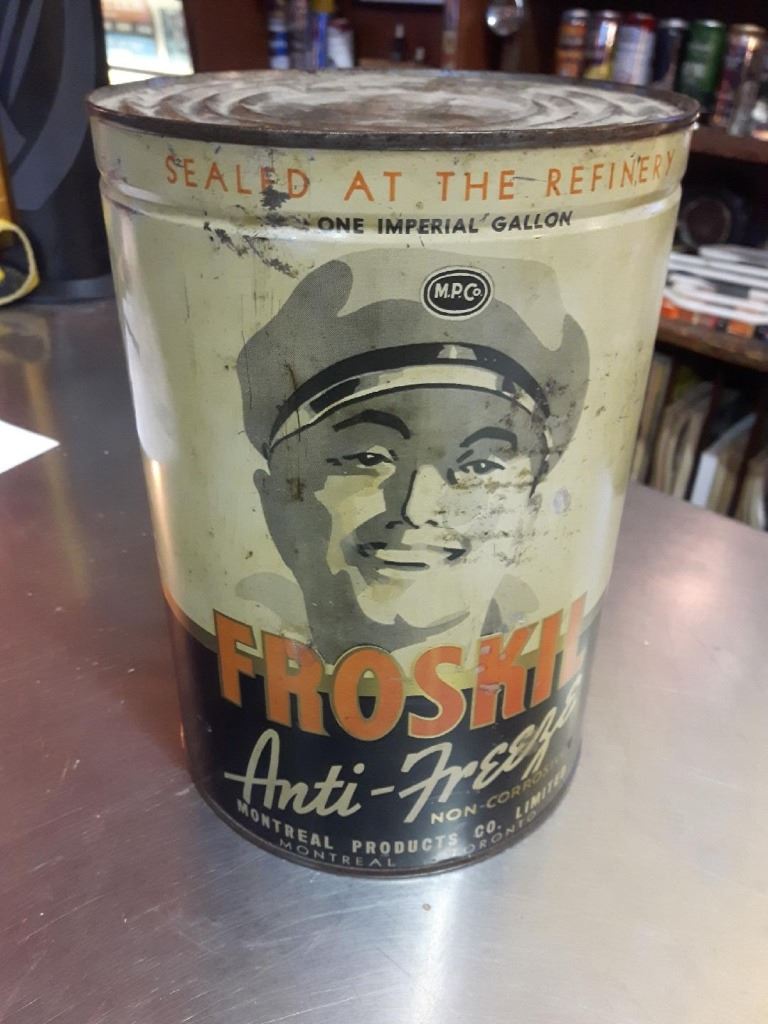 SEALED AT THE REFINERY
ONE IMPERIAL GALLON
M.P.Co.
FROSKIL
Anti-Freeze
NON-CORROSIVE
MONTREAL PRODUCTS CO. LIMITED
MONTREAL TORONTO